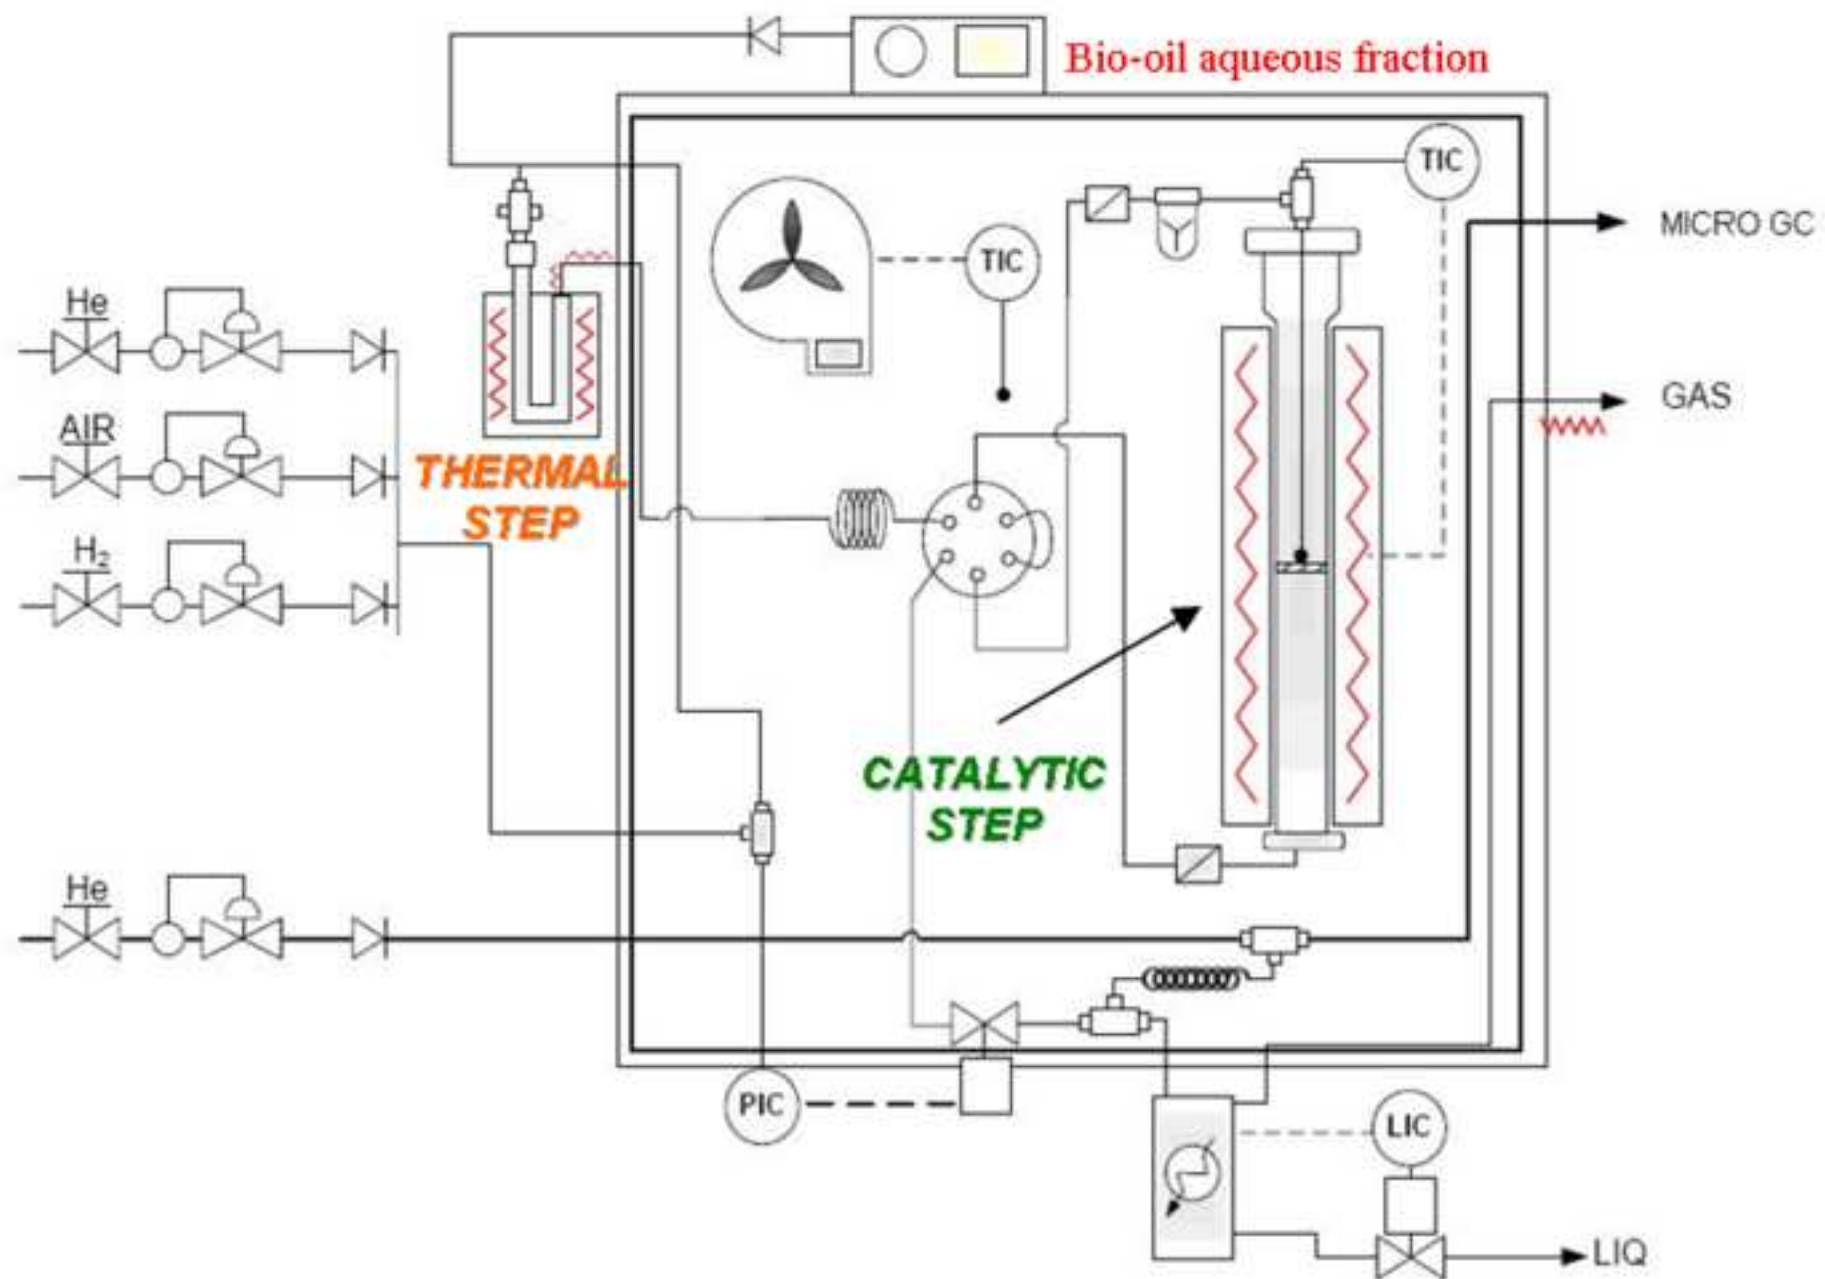 Bio-oil aqueous fraction
TIC
MICRO GC
TIC
He
GAS
AIR
THERMAL
STEP
H₂
CATALYTIC
STEP
He
PIC
LIC
LIQ